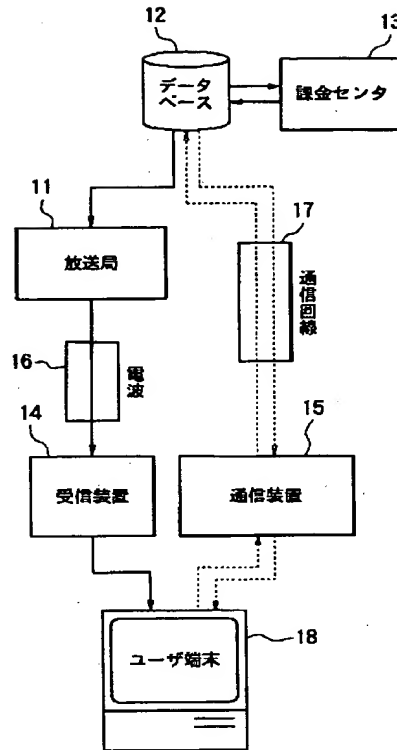 12
13
データ
ベース
課金センタ
11
17
放送局
通信回線
16
電波
14
15
受信装置
通信装置
ユーザ端末
18